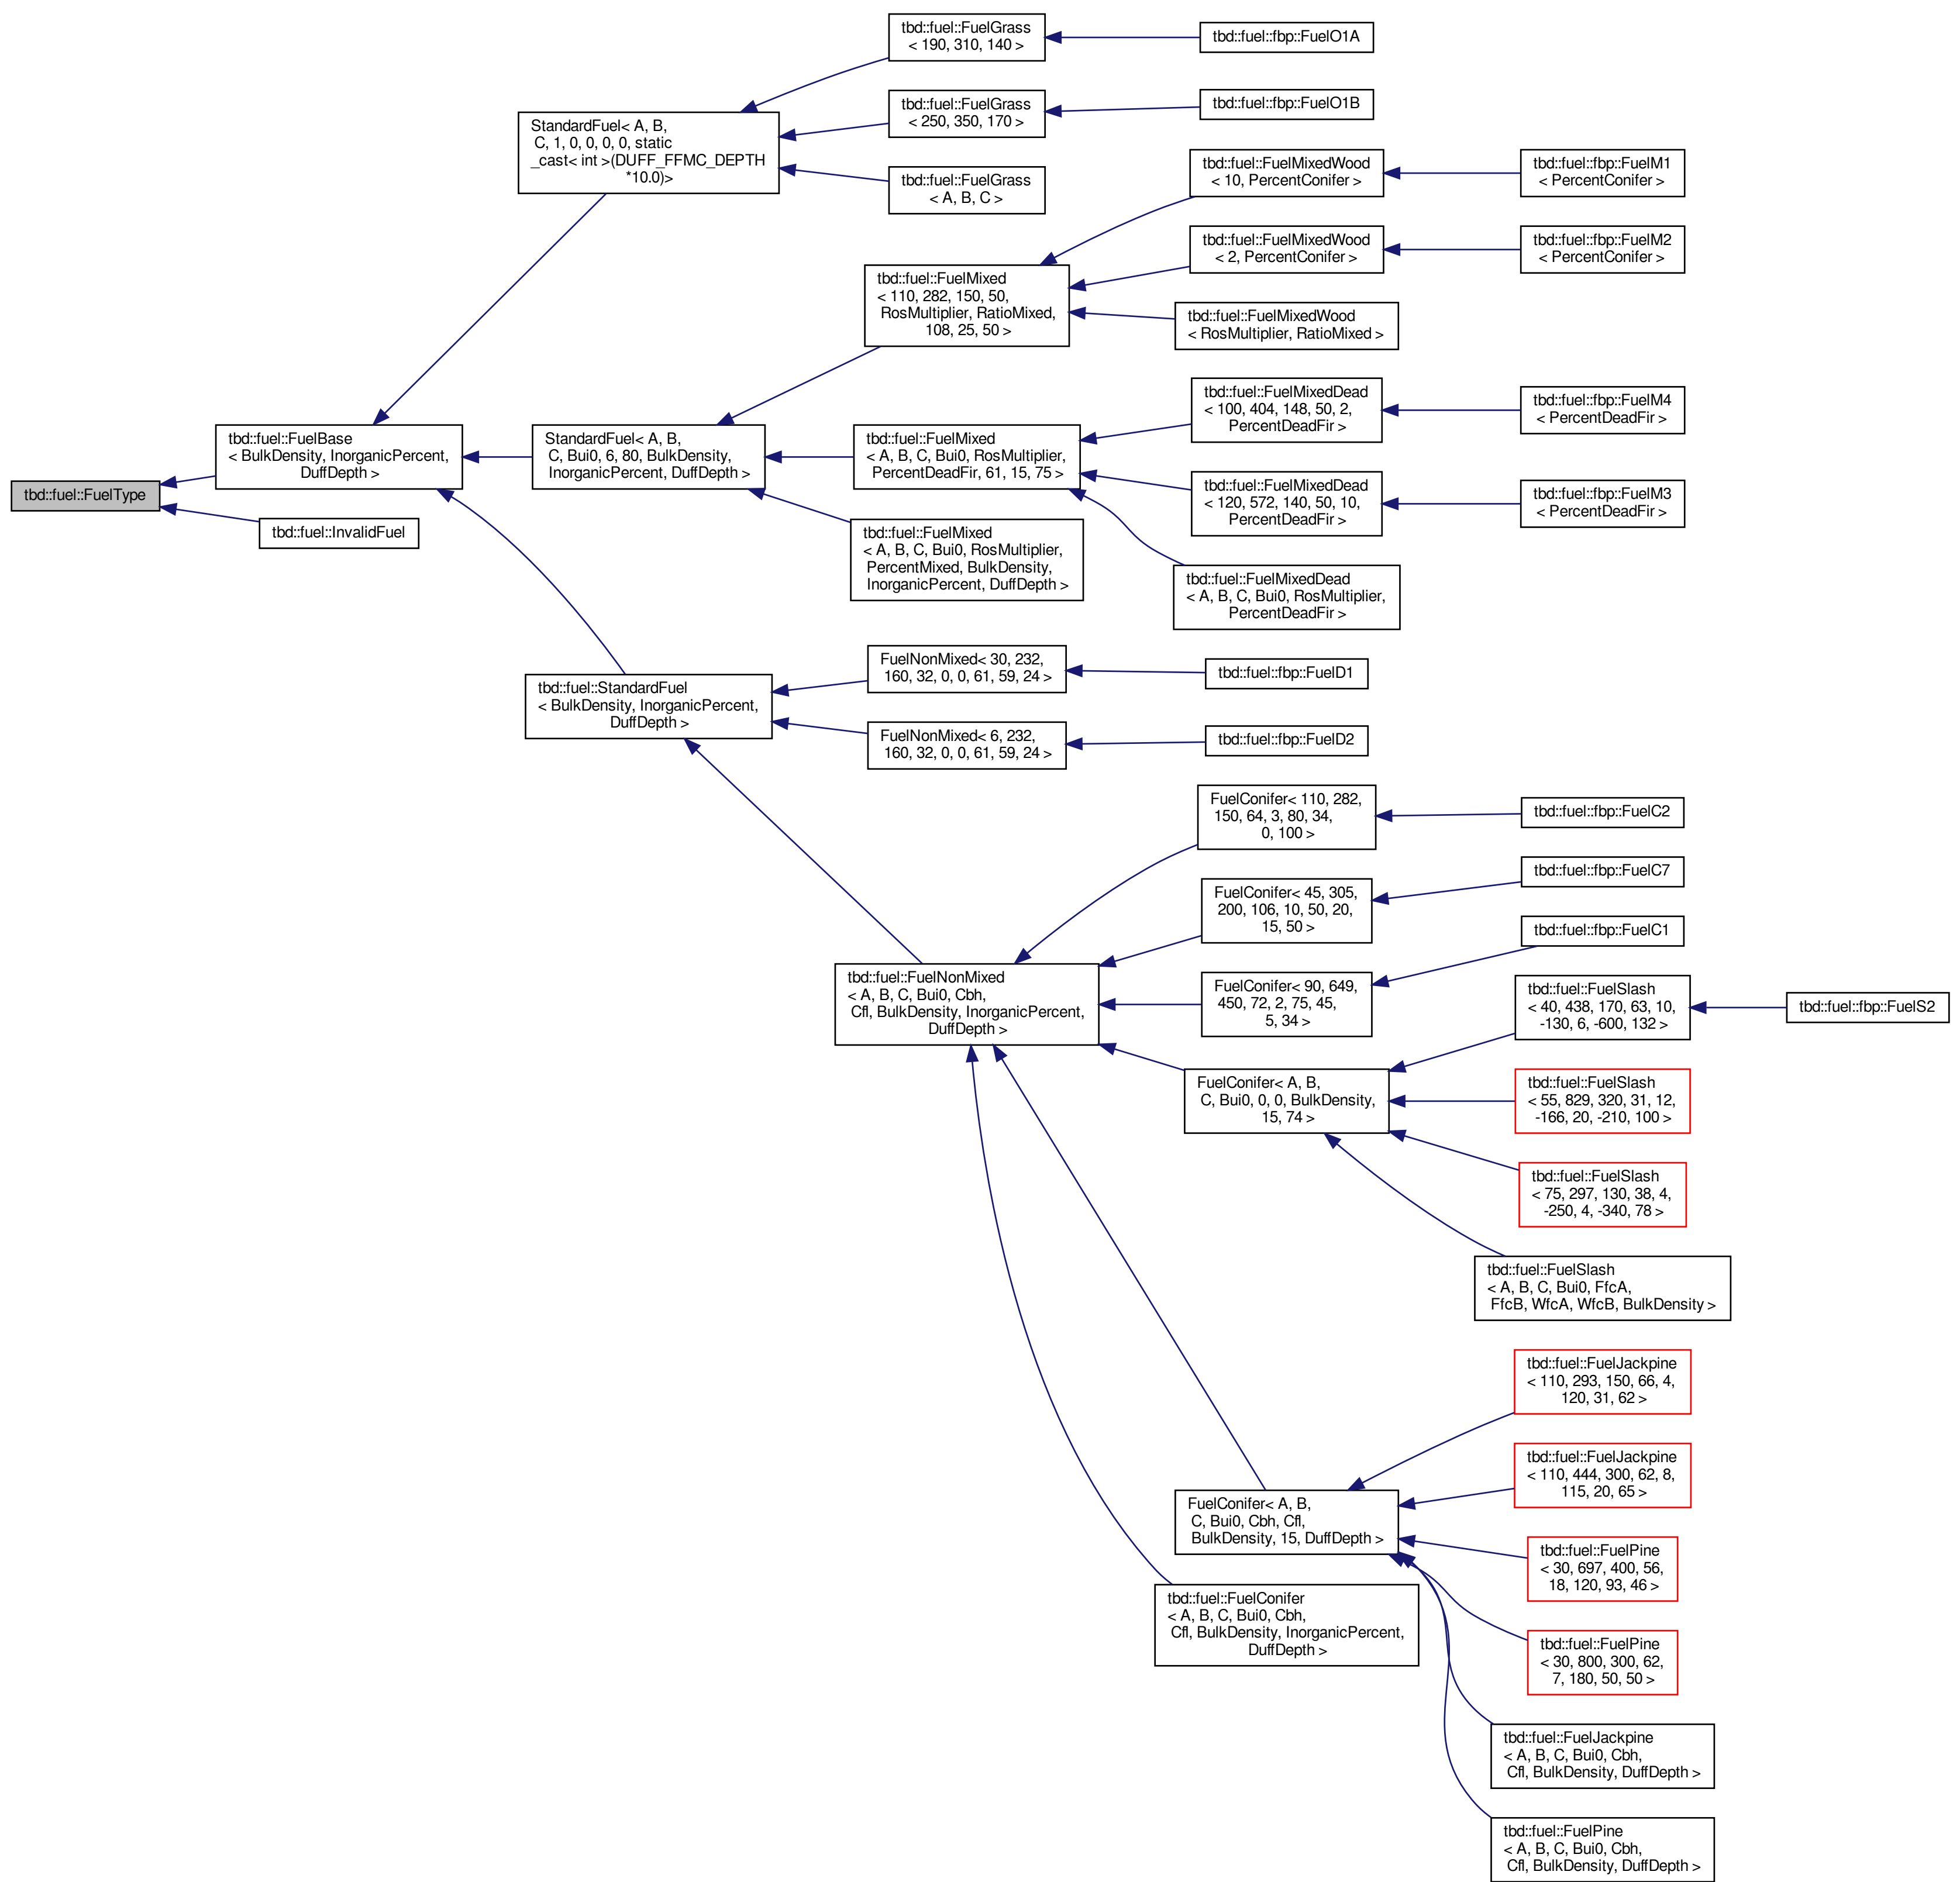 tbd::fuel::FuelType
tbd::fuel::FuelBase
< BulkDensity, InorganicPercent,
DuffDepth >
tbd::fuel::InvalidFuel
StandardFuel< A, B,
C, 1, 0, 0, 0, 0, static
_cast< int >(DUFF_FFMC_DEPTH
*10.0)>
StandardFuel< A, B,
C, Bui0, 6, 80, BulkDensity,
InorganicPercent, DuffDepth >
tbd::fuel::StandardFuel
< BulkDensity, InorganicPercent,
DuffDepth >
tbd::fuel::FuelGrass
< 190, 310, 140 >
tbd::fuel::fbp::FuelO1A
tbd::fuel::FuelGrass
< 250, 350, 170 >
tbd::fuel::fbp::FuelO1B
tbd::fuel::FuelGrass
< A, B, C >
tbd::fuel::FuelMixed
< 110, 282, 150, 50,
RosMultiplier, RatioMixed,
108, 25, 50 >
tbd::fuel::FuelMixedWood
< 10, PercentConifer >
tbd::fuel::fbp::FuelM1
< PercentConifer >
tbd::fuel::FuelMixedWood
< 2, PercentConifer >
tbd::fuel::fbp::FuelM2
< PercentConifer >
tbd::fuel::FuelMixedWood
< RosMultiplier, RatioMixed >
tbd::fuel::FuelMixed
< A, B, C, Bui0, RosMultiplier,
PercentDeadFir, 61, 15, 75 >
tbd::fuel::FuelMixedDead
< 100, 404, 148, 50, 2,
PercentDeadFir >
tbd::fuel::fbp::FuelM4
< PercentDeadFir >
tbd::fuel::FuelMixedDead
< 120, 572, 140, 50, 10,
PercentDeadFir >
tbd::fuel::fbp::FuelM3
< PercentDeadFir >
tbd::fuel::FuelMixedDead
< A, B, C, Bui0, RosMultiplier,
PercentDeadFir >
tbd::fuel::FuelMixed
< A, B, C, Bui0, RosMultiplier,
PercentMixed, BulkDensity,
InorganicPercent, DuffDepth >
FuelNonMixed< 30, 232,
160, 32, 0, 0, 61, 59, 24 >
tbd::fuel::fbp::FuelD1
FuelNonMixed< 6, 232,
160, 32, 0, 0, 61, 59, 24 >
tbd::fuel::fbp::FuelD2
tbd::fuel::FuelNonMixed
< A, B, C, Bui0, Cbh,
Cfl, BulkDensity, InorganicPercent,
DuffDepth >
FuelConifer< 110, 282,
150, 64, 3, 80, 34,
0, 100 >
tbd::fuel::fbp::FuelC2
FuelConifer< 45, 305,
200, 106, 10, 50, 20,
15, 50 >
tbd::fuel::fbp::FuelC7
FuelConifer< 90, 649,
450, 72, 2, 75, 45,
5, 34 >
tbd::fuel::fbp::FuelC1
FuelConifer< A, B,
C, Bui0, 0, 0, BulkDensity,
15, 74 >
tbd::fuel::FuelSlash
< 40, 438, 170, 63, 10,
-130, 6, -600, 132 >
tbd::fuel::fbp::FuelS2
tbd::fuel::FuelSlash
< 55, 829, 320, 31, 12,
-166, 20, -210, 100 >
tbd::fuel::FuelSlash
< 75, 297, 130, 38, 4,
-250, 4, -340, 78 >
tbd::fuel::FuelSlash
< A, B, C, Bui0, FfcA,
FfcB, WfcA, WfcB, BulkDensity >
FuelConifer< A, B,
C, Bui0, Cbh, Cfl,
BulkDensity, 15, DuffDepth >
tbd::fuel::FuelJackpine
< 110, 293, 150, 66, 4,
120, 31, 62 >
tbd::fuel::FuelJackpine
< 110, 444, 300, 62, 8,
115, 20, 65 >
tbd::fuel::FuelPine
< 30, 697, 400, 56,
18, 120, 93, 46 >
tbd::fuel::FuelPine
< 30, 800, 300, 62,
7, 180, 50, 50 >
tbd::fuel::FuelJackpine
< A, B, C, Bui0, Cbh,
Cfl, BulkDensity, DuffDepth >
tbd::fuel::FuelPine
< A, B, C, Bui0, Cbh,
Cfl, BulkDensity, DuffDepth >
tbd::fuel::FuelConifer
< A, B, C, Bui0, Cbh,
Cfl, BulkDensity, InorganicPercent,
DuffDepth >